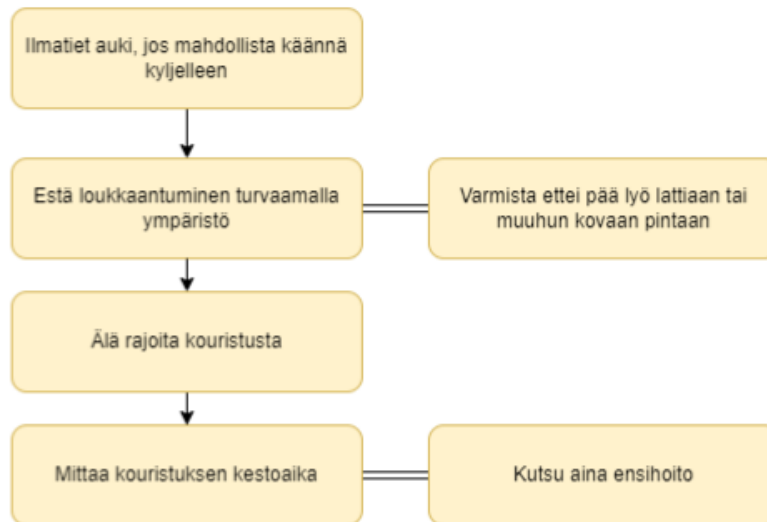 Ilmatiet auki, jos mahdollista käännä
kyljelleen
Estä loukkaantuminen turvaamalla
ympäristö
Varmista ettei pää lyö lattiaan tai
muuhun kovaan pintaan
Älä rajoita kouristusta
Mittaa kouristuksen kestoaika
Kutsu aina ensihoito